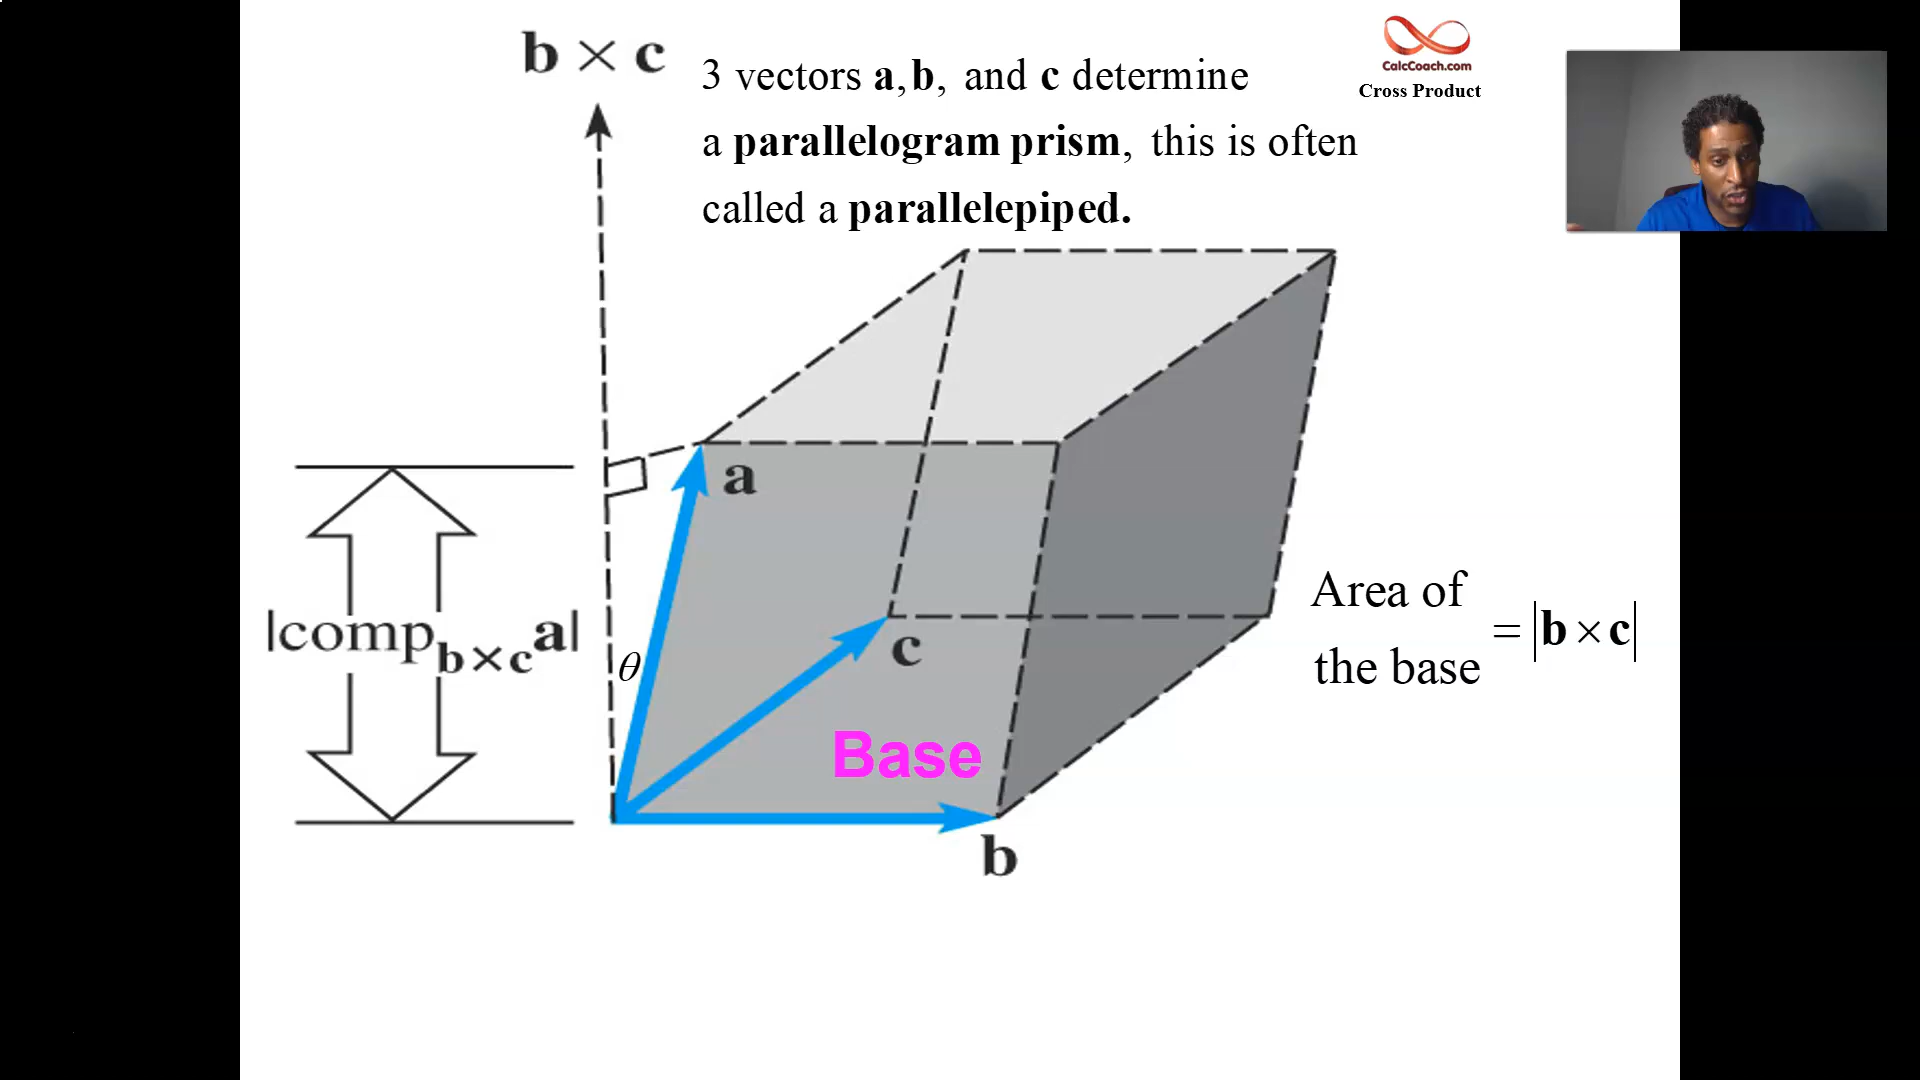 b × c
3 vectors a, b, and c determine
a parallelogram prism, this is often
called a parallelepiped.
CalcCoach.com
Cross Product
a
|comp b×c a|
θ
c
Base
b
Area of
the base
= |b × c|